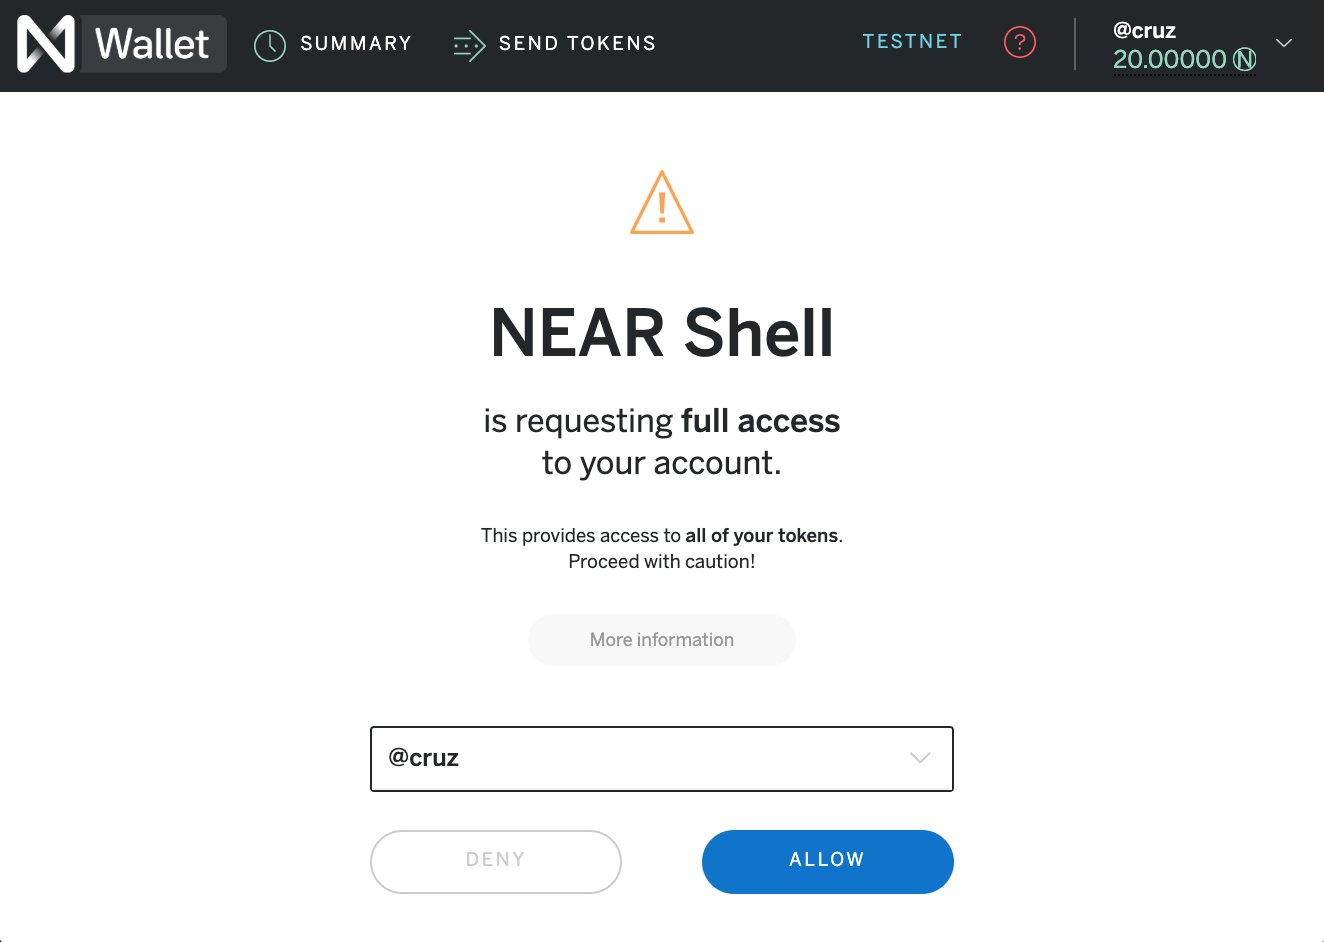 Wallet
SUMMARY
SEND TOKENS
TESTNET
?
@cruz
20.00000 Ⓝ
!
NEAR Shell
is requesting full access
to your account.
This provides access to all of your tokens.
Proceed with caution!
More information
@cruz
DENY
ALLOW